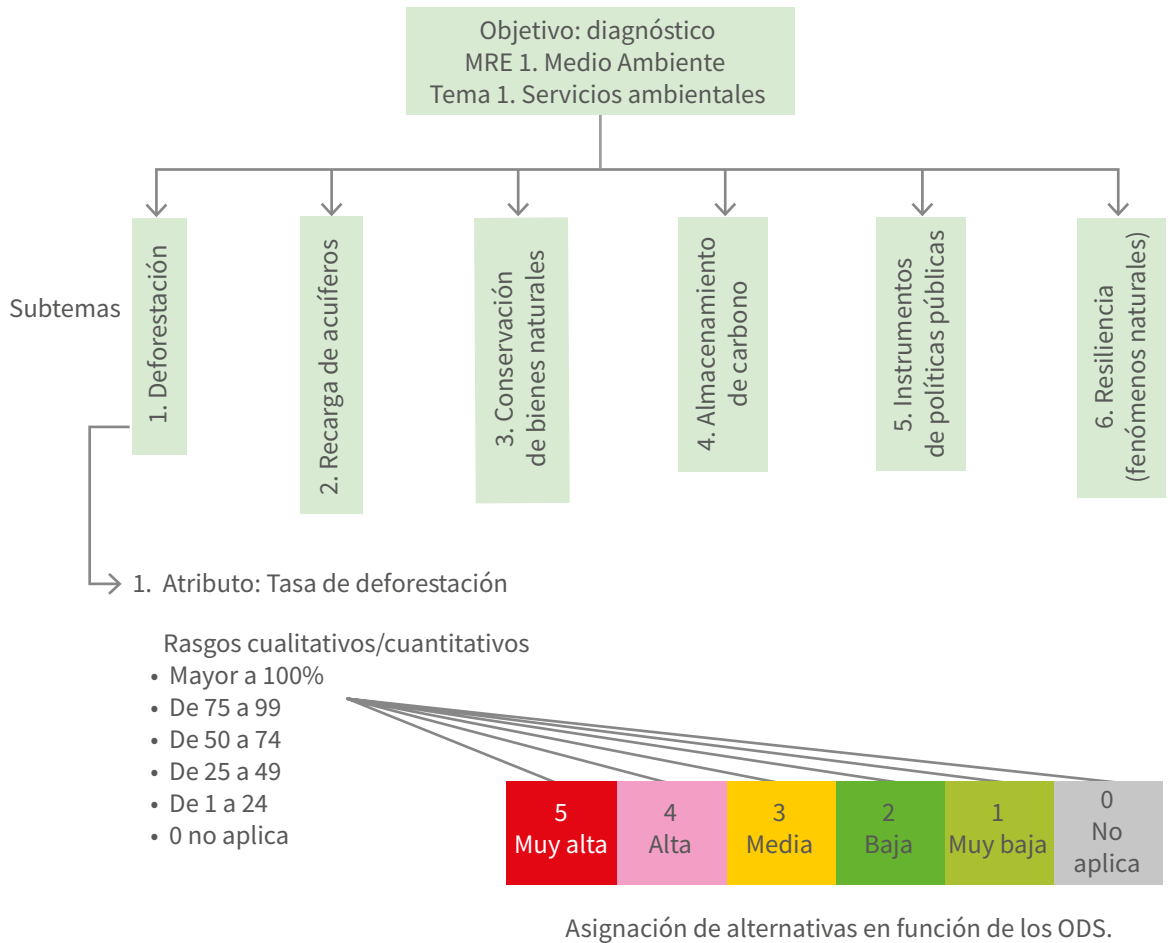 Objetivo: diagnóstico
MRE 1. Medio Ambiente
Tema 1. Servicios ambientales
Subtemas
1. Deforestación
2. Recarga de acuíferos
3. Conservación
de bienes naturales
4. Almacenamiento
de carbono
5. Instrumentos
de políticas públicas
6. Resiliencia
(fenómenos naturales)
1. Atributo: Tasa de deforestación
Rasgos cualitativos/cuantitativos
• Mayor a 100%
• De 75 a 99
• De 50 a 74
• De 25 a 49
• De 1 a 24
• 0 no aplica
5
Muy alta
4
Alta
3
Media
2
Baja
1
Muy baja
0
No
aplica
Asignación de alternativas en función de los ODS.